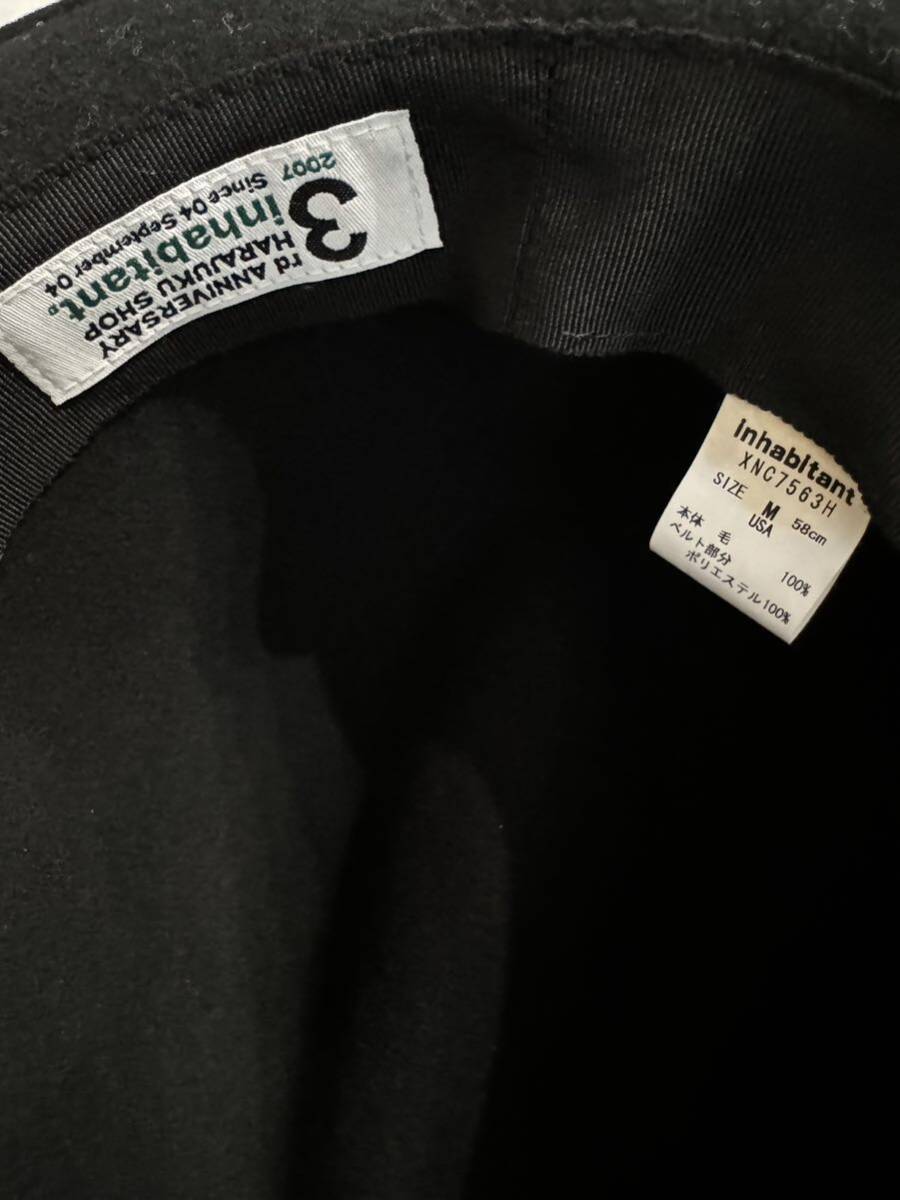 3rd ANNIVERSARY
HARAJUKU SHOP
inhabitant®
2007 Since 04 September 04
inhabitant
XNC7563H
SIZE M 58cm
USA
本体 毛 100%
ベルト部分
ポリエステル100%